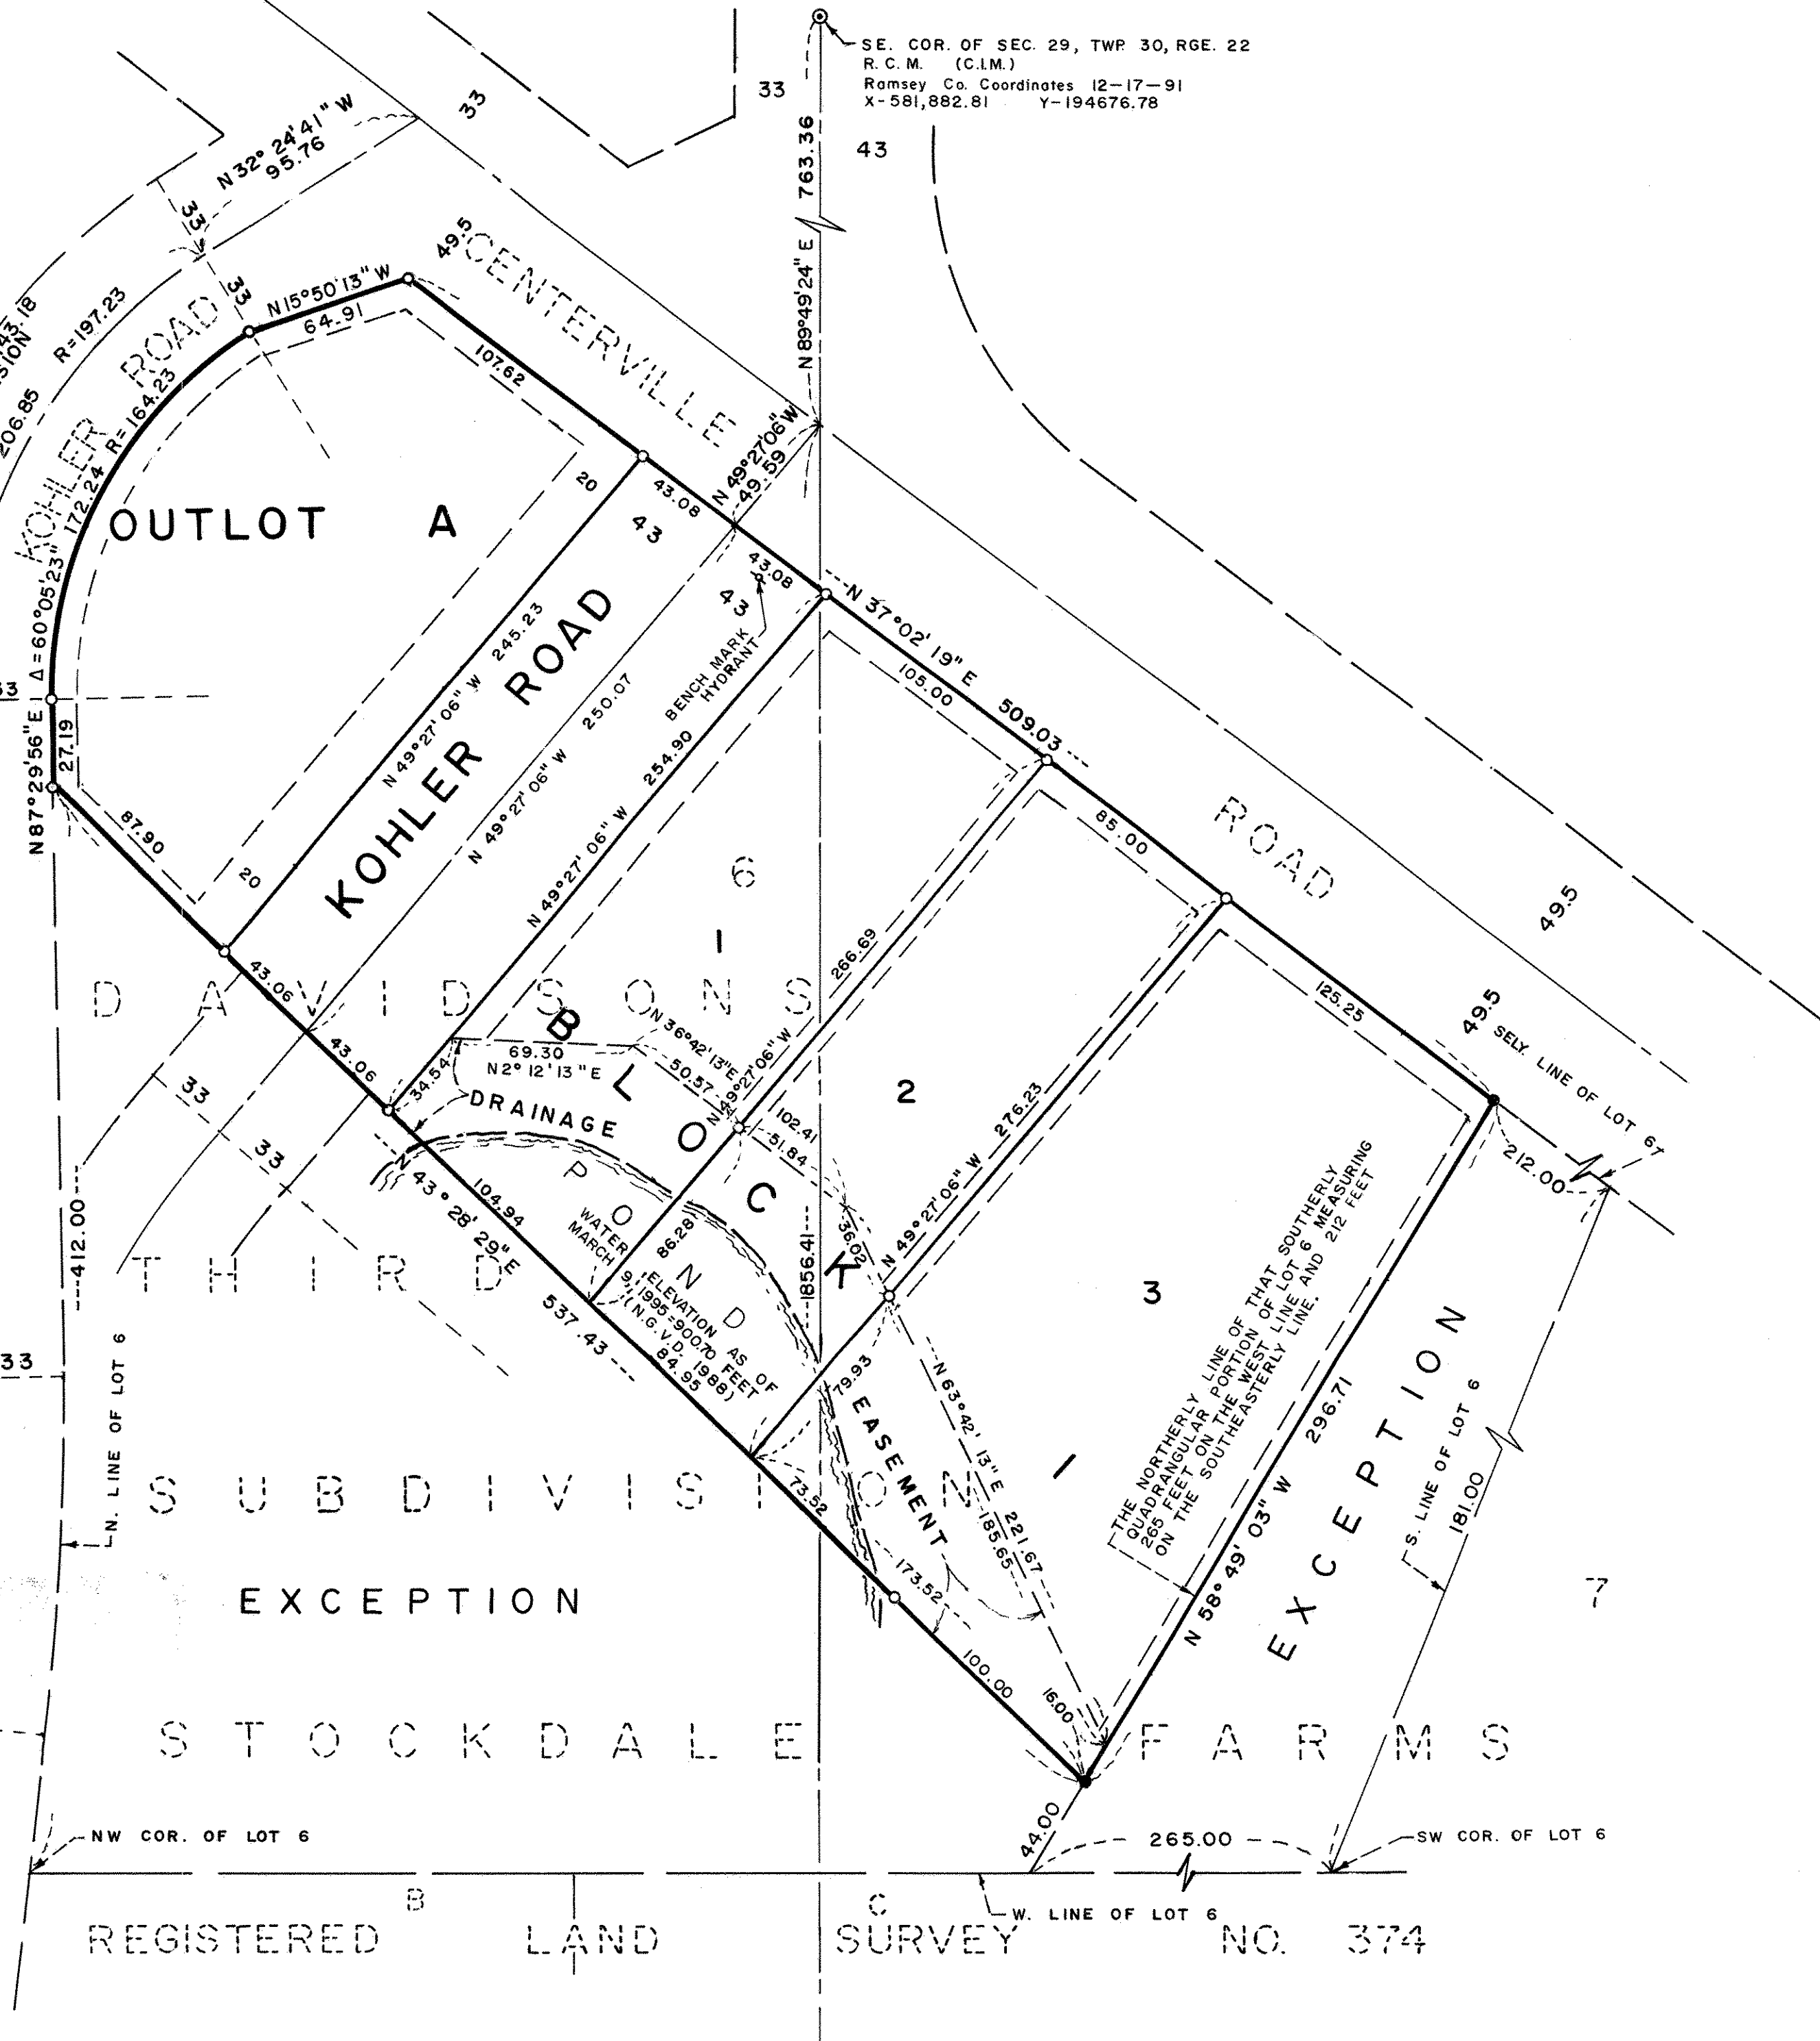 SE. COR. OF SEC. 29, TWP. 30, RGE. 22
R. C. M. (C.I.M.)
Ramsey Co. Coordinates 12-17-91
X-581,882.81 Y-194676.78
33
33
43
763.36
N 89°49'24" E
N 32° 24'41" W
95.76
33
33
49.5
CENTERVILLE
N 15°50'13" W
64.91
R=197.23
KOHLER ROAD
R=164.23
172.24
Δ=60°05'23"
43.18
206.85
107.62
N 49°27'06" W
49.59
OUTLOT A
20
43.08
43
43.08
43
BENCH MARK
HYDRANT
N 37°02'19" E
509.03
105.00
33
N 87°29'56" E
27.19
87.90
20
N 49°27'06" W 245.23
KOHLER ROAD
N 49°27'06" W 250.07
N 49°27'06" W 254.90
85.00
ROAD
49.5
49.5
6
1
266.69
N 49°27'06" W
125.25
SELY. LINE OF LOT 6
7
DAVIDSONS
43.06
43.06
33
33
34.54
69.30
N 2° 12'13" E
N 36°42'13" E
50.57
BLOCK 1
DRAINAGE
102.41
51.84
2
276.23
N 49°27'06" W
212.00
412.00
THIRD
N 43° 28' 29" E
537.43
104.94
POND
WATER ELEVATION AS OF
MARCH 9, 1995=900.70 FEET
(N.G.V.D. 1988)
86.28
84.95
1856.41
36.02
3
79.93
EASEMENT
N 63°42'13" E 221.67
185.65
THE NORTHERLY LINE OF THAT SOUTHERLY
QUADRANGULAR PORTION OF LOT 6 MEASURING
265 FEET ON THE WEST LINE AND 212 FEET
ON THE SOUTHEASTERLY LINE.
N 58° 49' 03" W 296.71
EXCEPTION
S. LINE OF LOT 6
181.00
7
33
N. LINE OF LOT 6
SUBDIVISION
73.52
173.52
EXCEPTION
100.00
16.00
STOCKDALE FARMS
44.00
265.00
NW COR. OF LOT 6
SW COR. OF LOT 6
B
C
W. LINE OF LOT 6
REGISTERED LAND SURVEY NO. 374